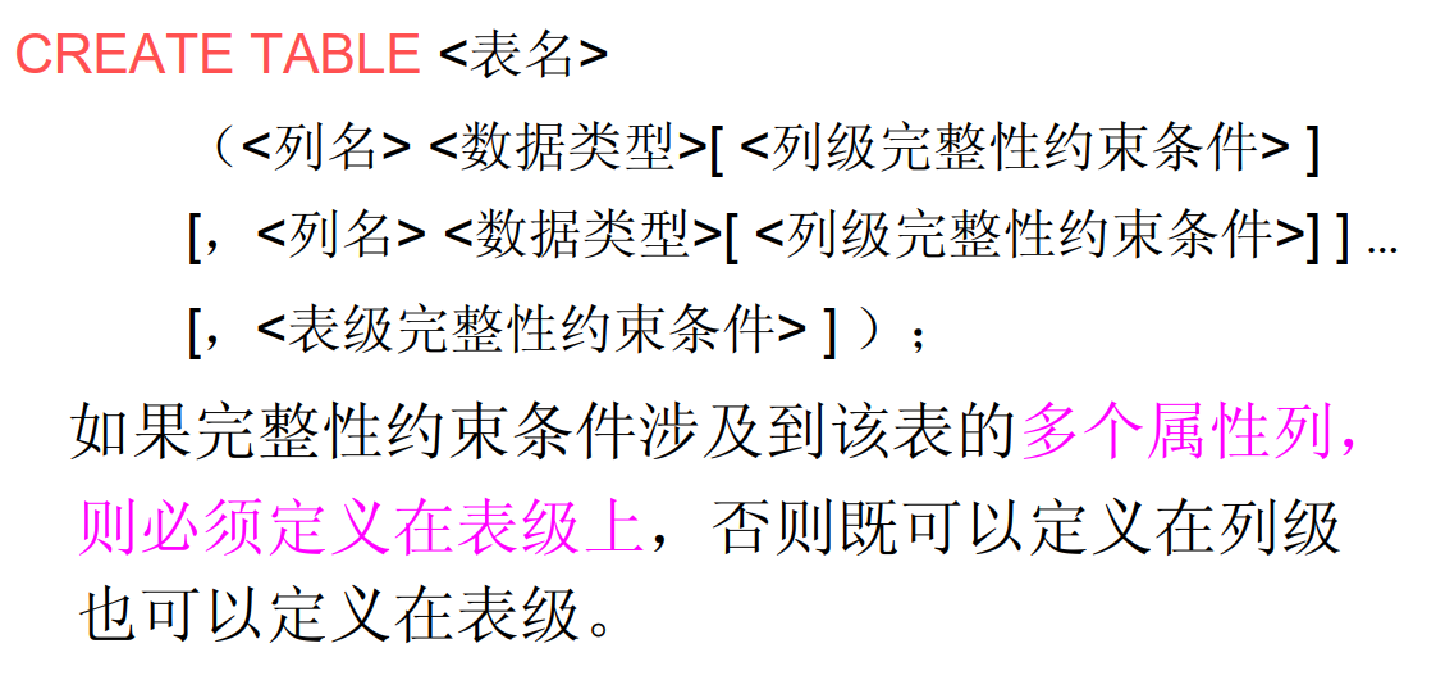 CREATE TABLE <表名>
（<列名> <数据类型>[ <列级完整性约束条件> ]
[，<列名> <数据类型>[ <列级完整性约束条件>] ] …
[，<表级完整性约束条件> ] ）；
如果完整性约束条件涉及到该表的多个属性列，
则必须定义在表级上，否则既可以定义在列级
也可以定义在表级。